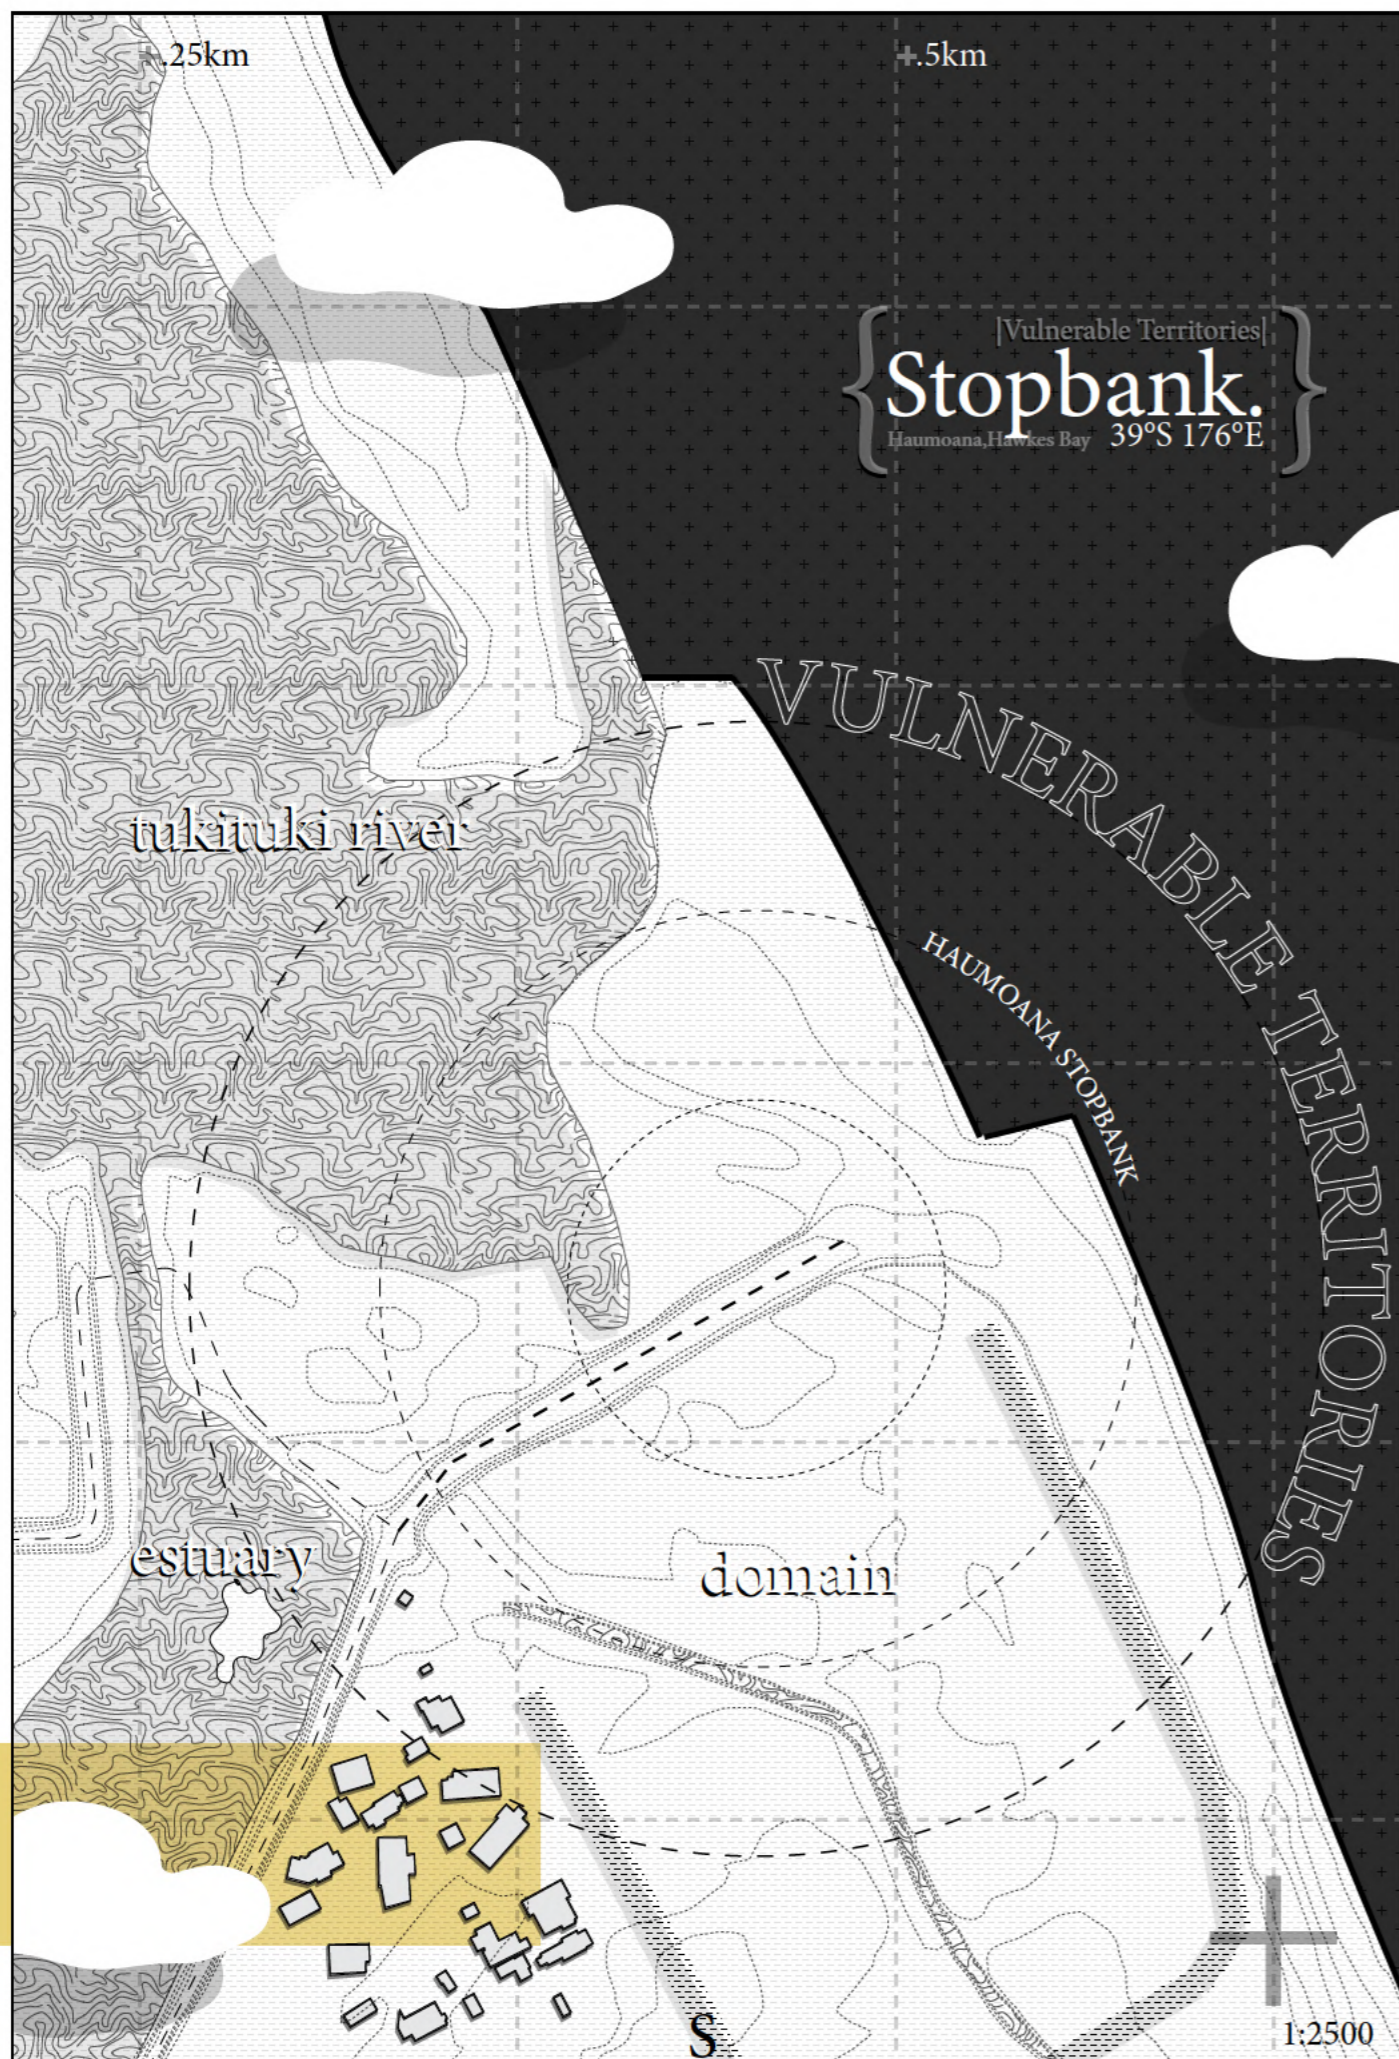 .25km
.5km
|Vulnerable Territories|
Stopbank.
Haumoana,Hawkes Bay 39°S 176°E
VULNERABLE TERRITORIES
tukituki river
HAUMOANA STOPBANK
estuary
domain
S
1:2500